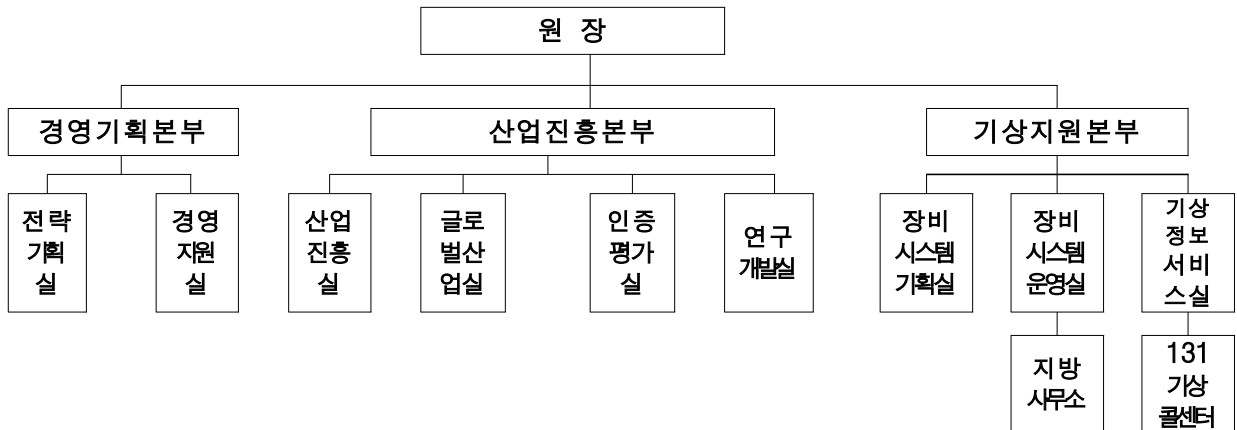 원 장
경영기획본부
산업진흥본부
기상지원본부
전략
기획
실
경영
지원
실
산업
진흥
실
글로
벌산
업실
인증
평가
실
연구
개발실
장비
시스템
기획실
장비
시스템
운영실
기상
정보
서비
스실
지방
사무소
131
기상
콜센터